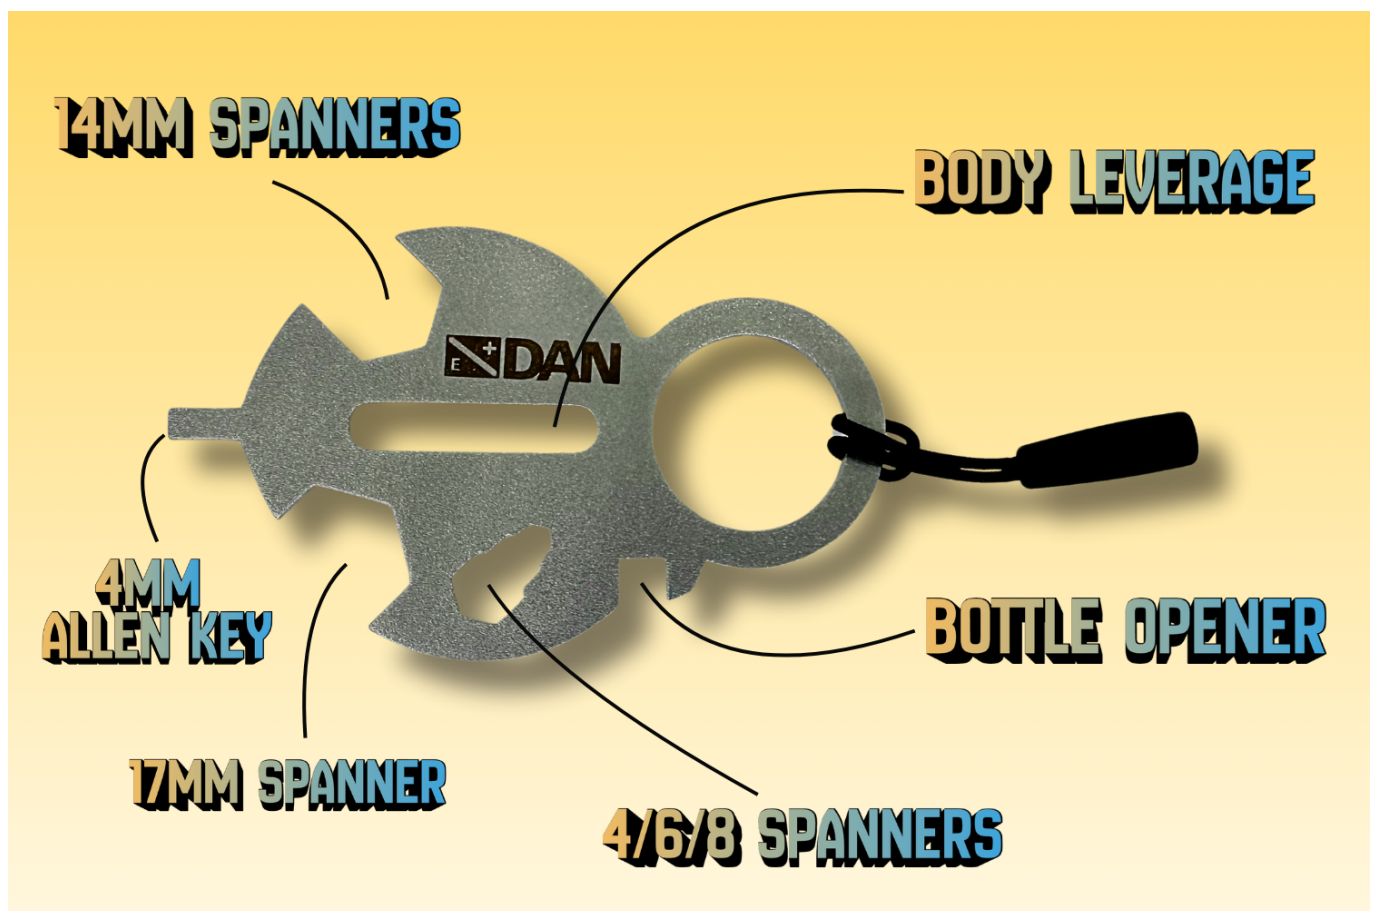 14MM SPANNERS
BODY LEVERAGE
E + DAN
4MM
ALLEN KEY
BOTTLE OPENER
17MM SPANNER
4/6/8 SPANNERS